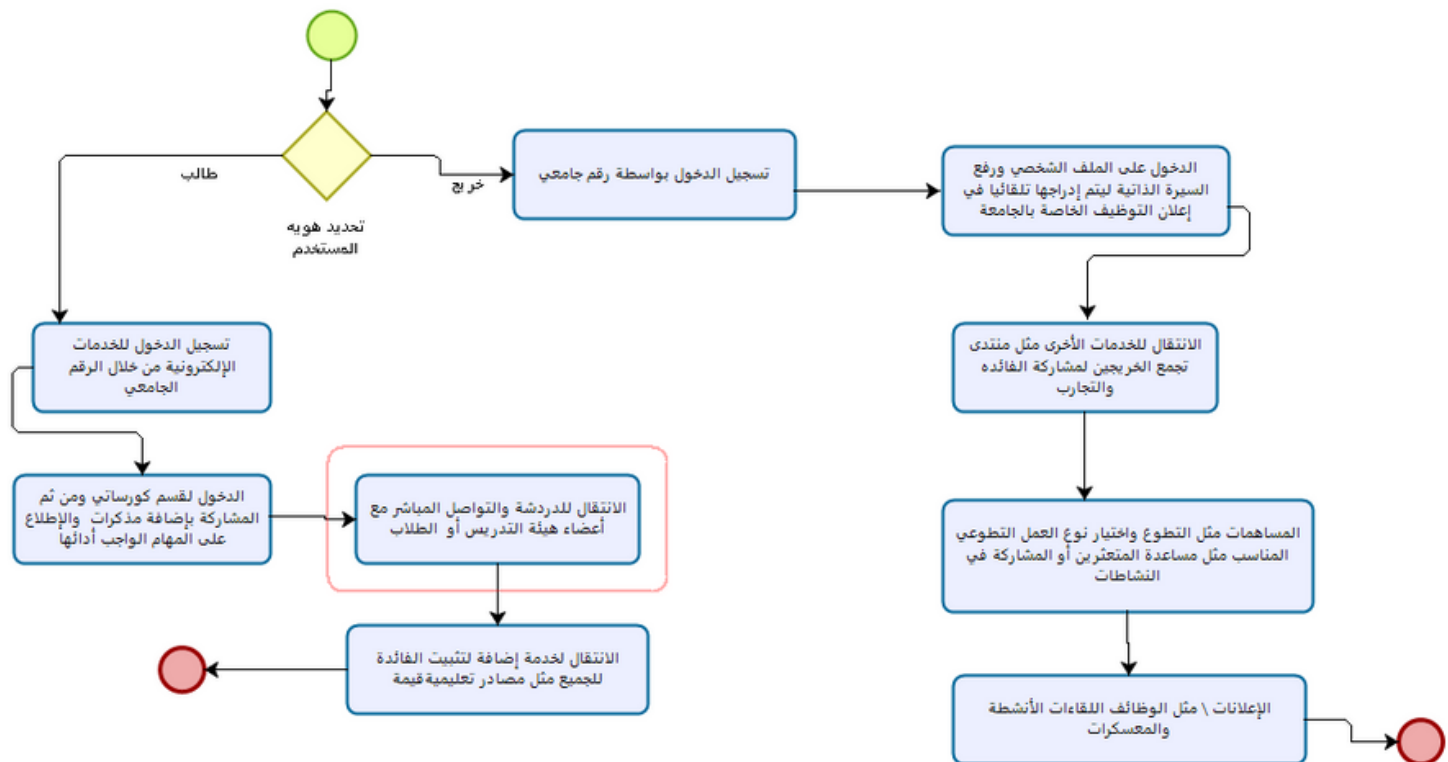 طالب
خريج
تحديد هويه
المستخدم
تسجيل الدخول بواسطة رقم جامعي
الدخول على الملف الشخصي ورفع
السيرة الذاتية ليتم إدراجها تلقائيا في
إعلان التوظيف الخاصة بالجامعة
الانتقال للخدمات الأخرى مثل منتدى
تجمع الخريجين لمشاركة الفائده
والتجارب
المساهمات مثل التطوع واختيار نوع العمل التطوعي
المناسب مثل مساعدة المتعثرين أو المشاركة في
النشاطات
الإعلانات \ مثل الوظائف اللقاءات الأنشطة
والمعسكرات
تسجيل الدخول للخدمات
الإلكترونية من خلال الرقم
الجامعي
الدخول لقسم كورساتي ومن ثم
المشاركة بإضافة مذكرات والإطلاع
على المهام الواجب أدائها
الانتقال للدردشة والتواصل المباشر مع
أعضاء هيئة التدريس أو الطلاب
الانتقال لخدمة إضافة لتثبيت الفائدة
للجميع مثل مصادر تعليمية قيمة